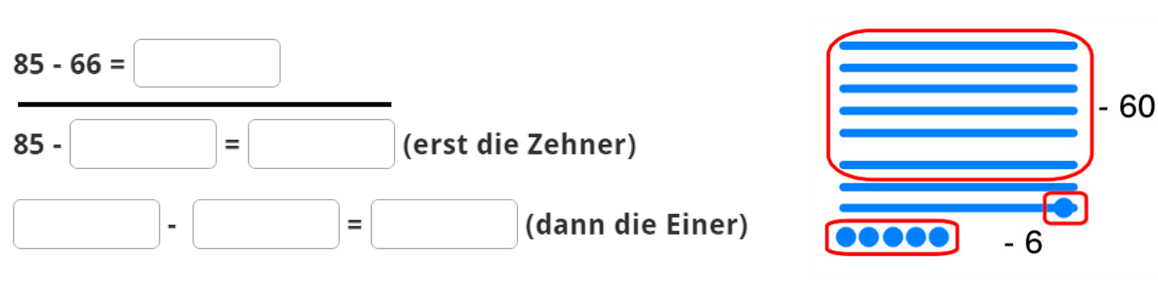 85 - 66 =
85 - = (erst die Zehner)
- = (dann die Einer)
- 60
- 6